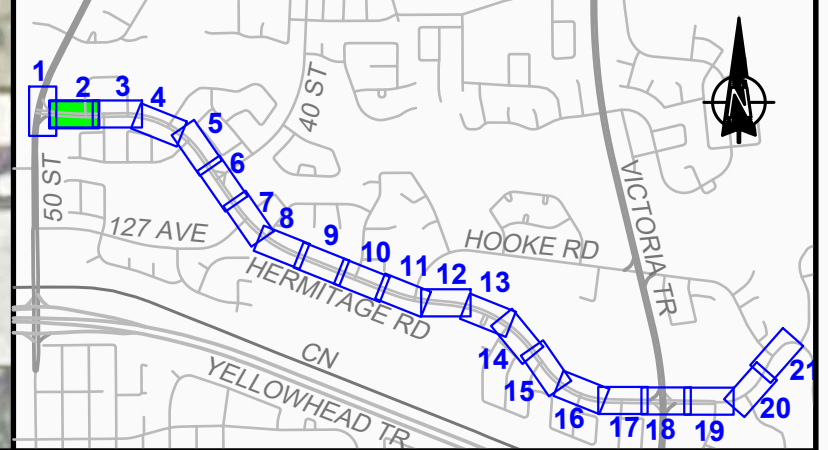 1
2
3
4
5
6
7
8
9
10
11
12
13
14
15
16
17
18
19
20
21
50 ST
40 ST
127 AVE
HERMITAGE RD
HOOKE RD
VICTORIA TR
CN
YELLOWHEAD TR
N